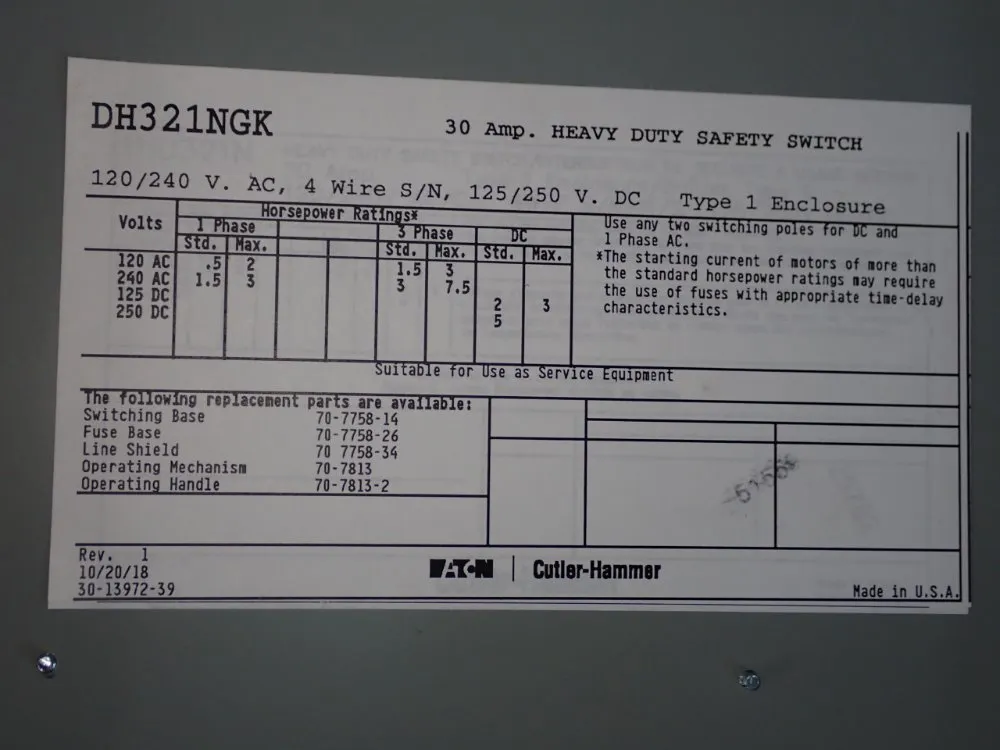 DH321NGK
30 Amp. HEAVY DUTY SAFETY SWITCH
120/240 V. AC, 4 Wire S/N, 125/250 V. DC Type 1 Enclosure
Volts
Horsepower Ratings*
1 Phase 3 Phase DC
Std. Max. Std. Max. Std. Max.
120 AC .5 2 1.5 3
240 AC 1.5 3 3 7.5
125 DC 2 3
250 DC 5
Use any two switching poles for DC and
1 Phase AC.
*The starting current of motors of more than
the standard horsepower ratings may require
the use of fuses with appropriate time-delay
characteristics.
Suitable for Use as Service Equipment
The following replacement parts are available:
Switching Base 70-7758-14
Fuse Base 70-7758-26
Line Shield 70 7758-34
Operating Mechanism 70-7813
Operating Handle 70-7813-2
Rev. 1
10/20/18
30-13972-39
EATON | Cutler-Hammer
Made in U.S.A.